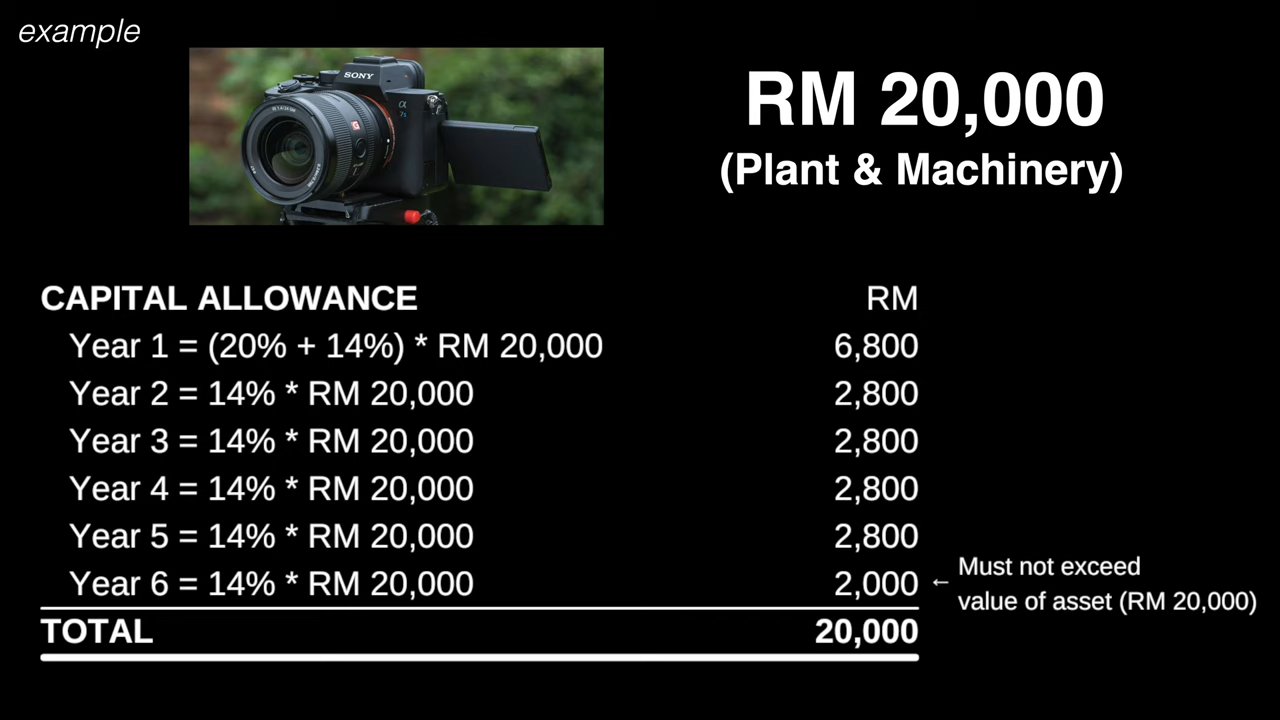 example
SONY
RM 20,000
(Plant & Machinery)
CAPITAL ALLOWANCE RM
Year 1 = (20% + 14%) * RM 20,000 6,800
Year 2 = 14% * RM 20,000 2,800
Year 3 = 14% * RM 20,000 2,800
Year 4 = 14% * RM 20,000 2,800
Year 5 = 14% * RM 20,000 2,800
Year 6 = 14% * RM 20,000 2,000 ← Must not exceed
value of asset (RM 20,000)
TOTAL 20,000